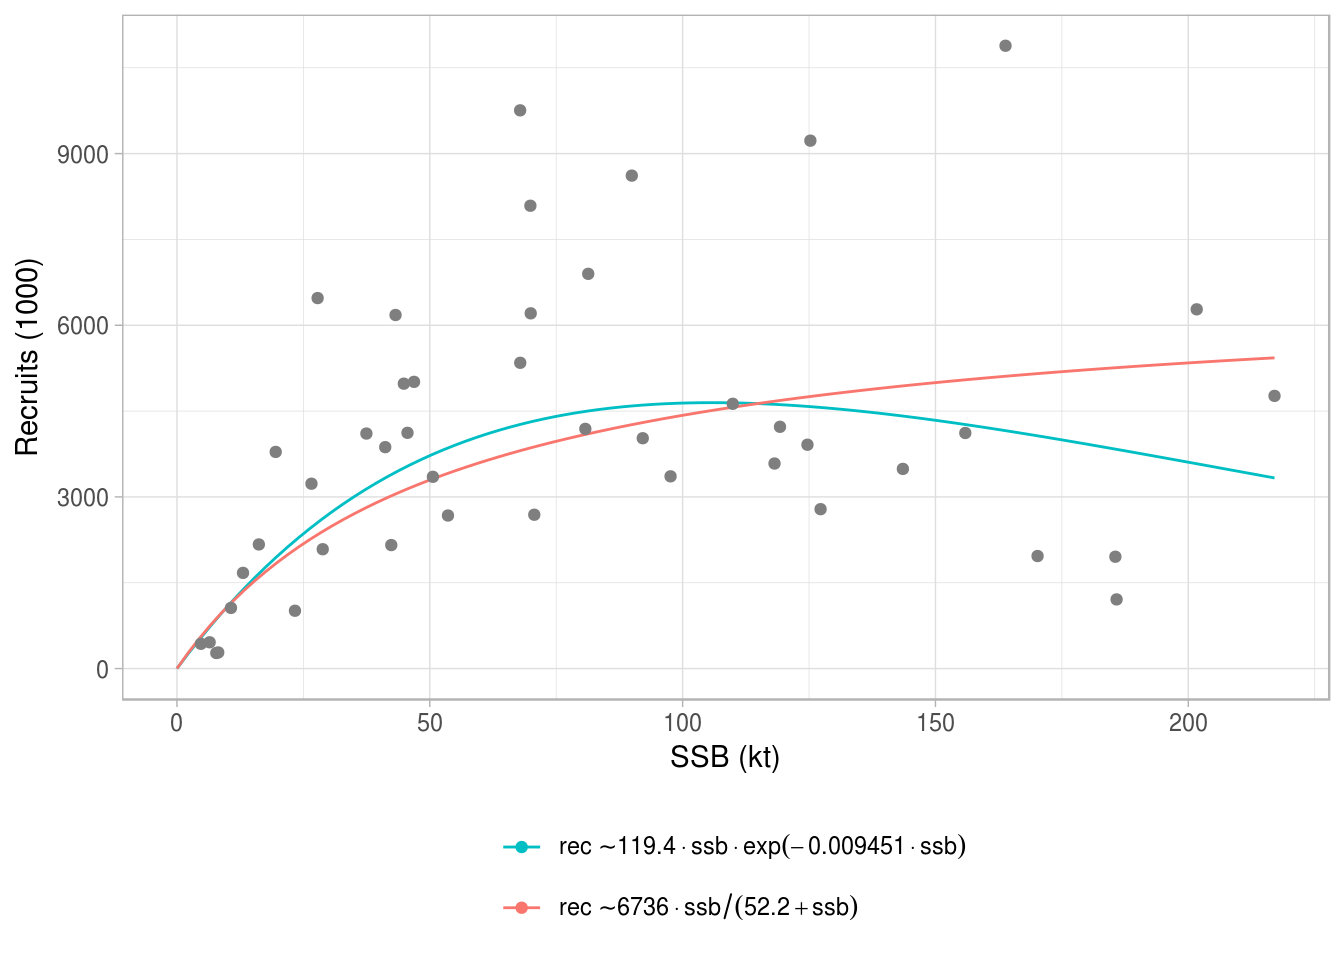 9000
6000
3000
0
Recruits (1000)
0 50 100 150 200
SSB (kt)
rec ~119.4 · ssb · exp(− 0.009451 · ssb)
rec ~6736 · ssb/(52.2 + ssb)